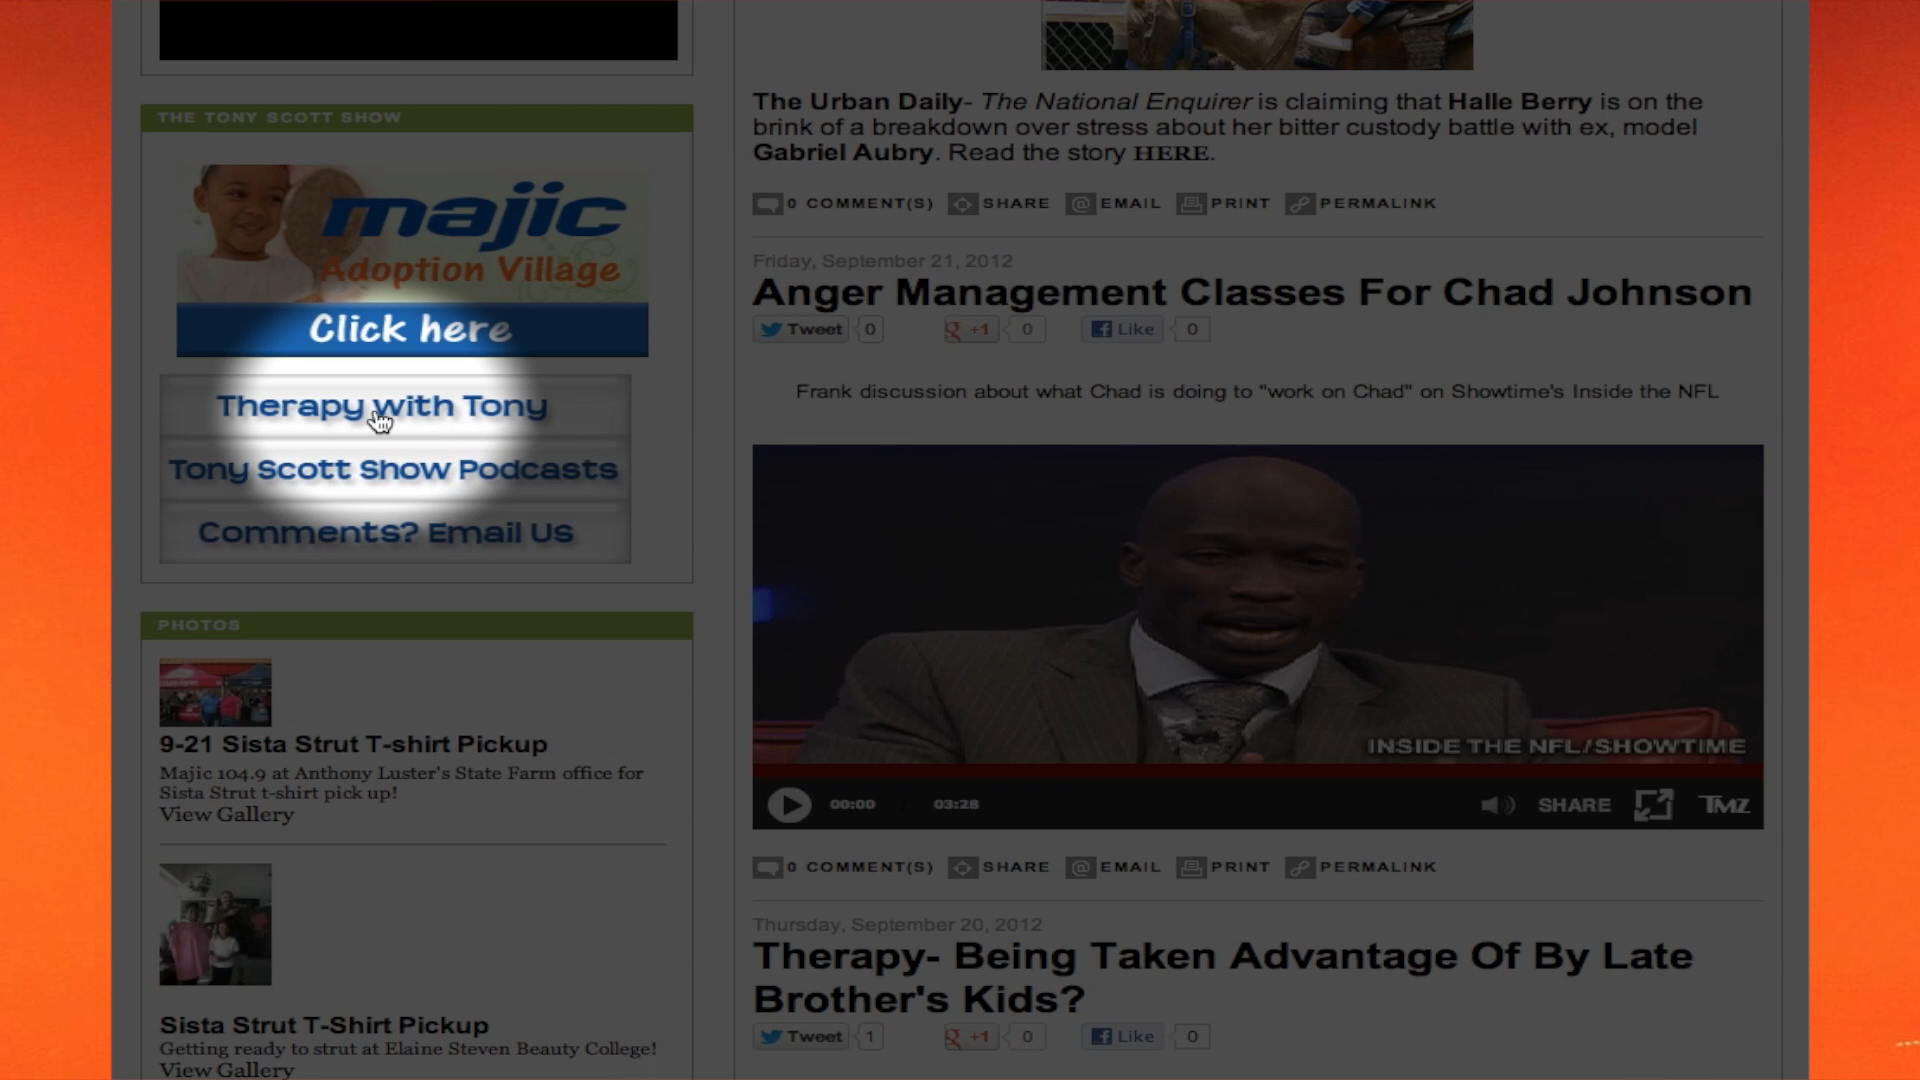 THE TONY SCOTT SHOW
majic
Adoption Village
Click here
Therapy with Tony
Tony Scott Show Podcasts
Comments? Email Us
PHOTOS
9-21 Sista Strut T-shirt Pickup
Majic 104.9 at Anthony Luster's State Farm office for
Sista Strut t-shirt pick up!
View Gallery
Sista Strut T-Shirt Pickup
Getting ready to strut at Elaine Steven Beauty College!
View Gallery
The Urban Daily- The National Enquirer is claiming that Halle Berry is on the
brink of a breakdown over stress about her bitter custody battle with ex, model
Gabriel Aubry. Read the story HERE.
0 COMMENT(S) SHARE EMAIL PRINT PERMALINK
Friday, September 21, 2012
Anger Management Classes For Chad Johnson
Tweet 0 +1 0 Like 0
Frank discussion about what Chad is doing to "work on Chad" on Showtime's Inside the NFL
INSIDE THE NFL/SHOWTIME
00:00 03:28 SHARE TMZ
0 COMMENT(S) SHARE EMAIL PRINT PERMALINK
Thursday, September 20, 2012
Therapy- Being Taken Advantage Of By Late
Brother's Kids?
Tweet 1 +1 0 Like 0